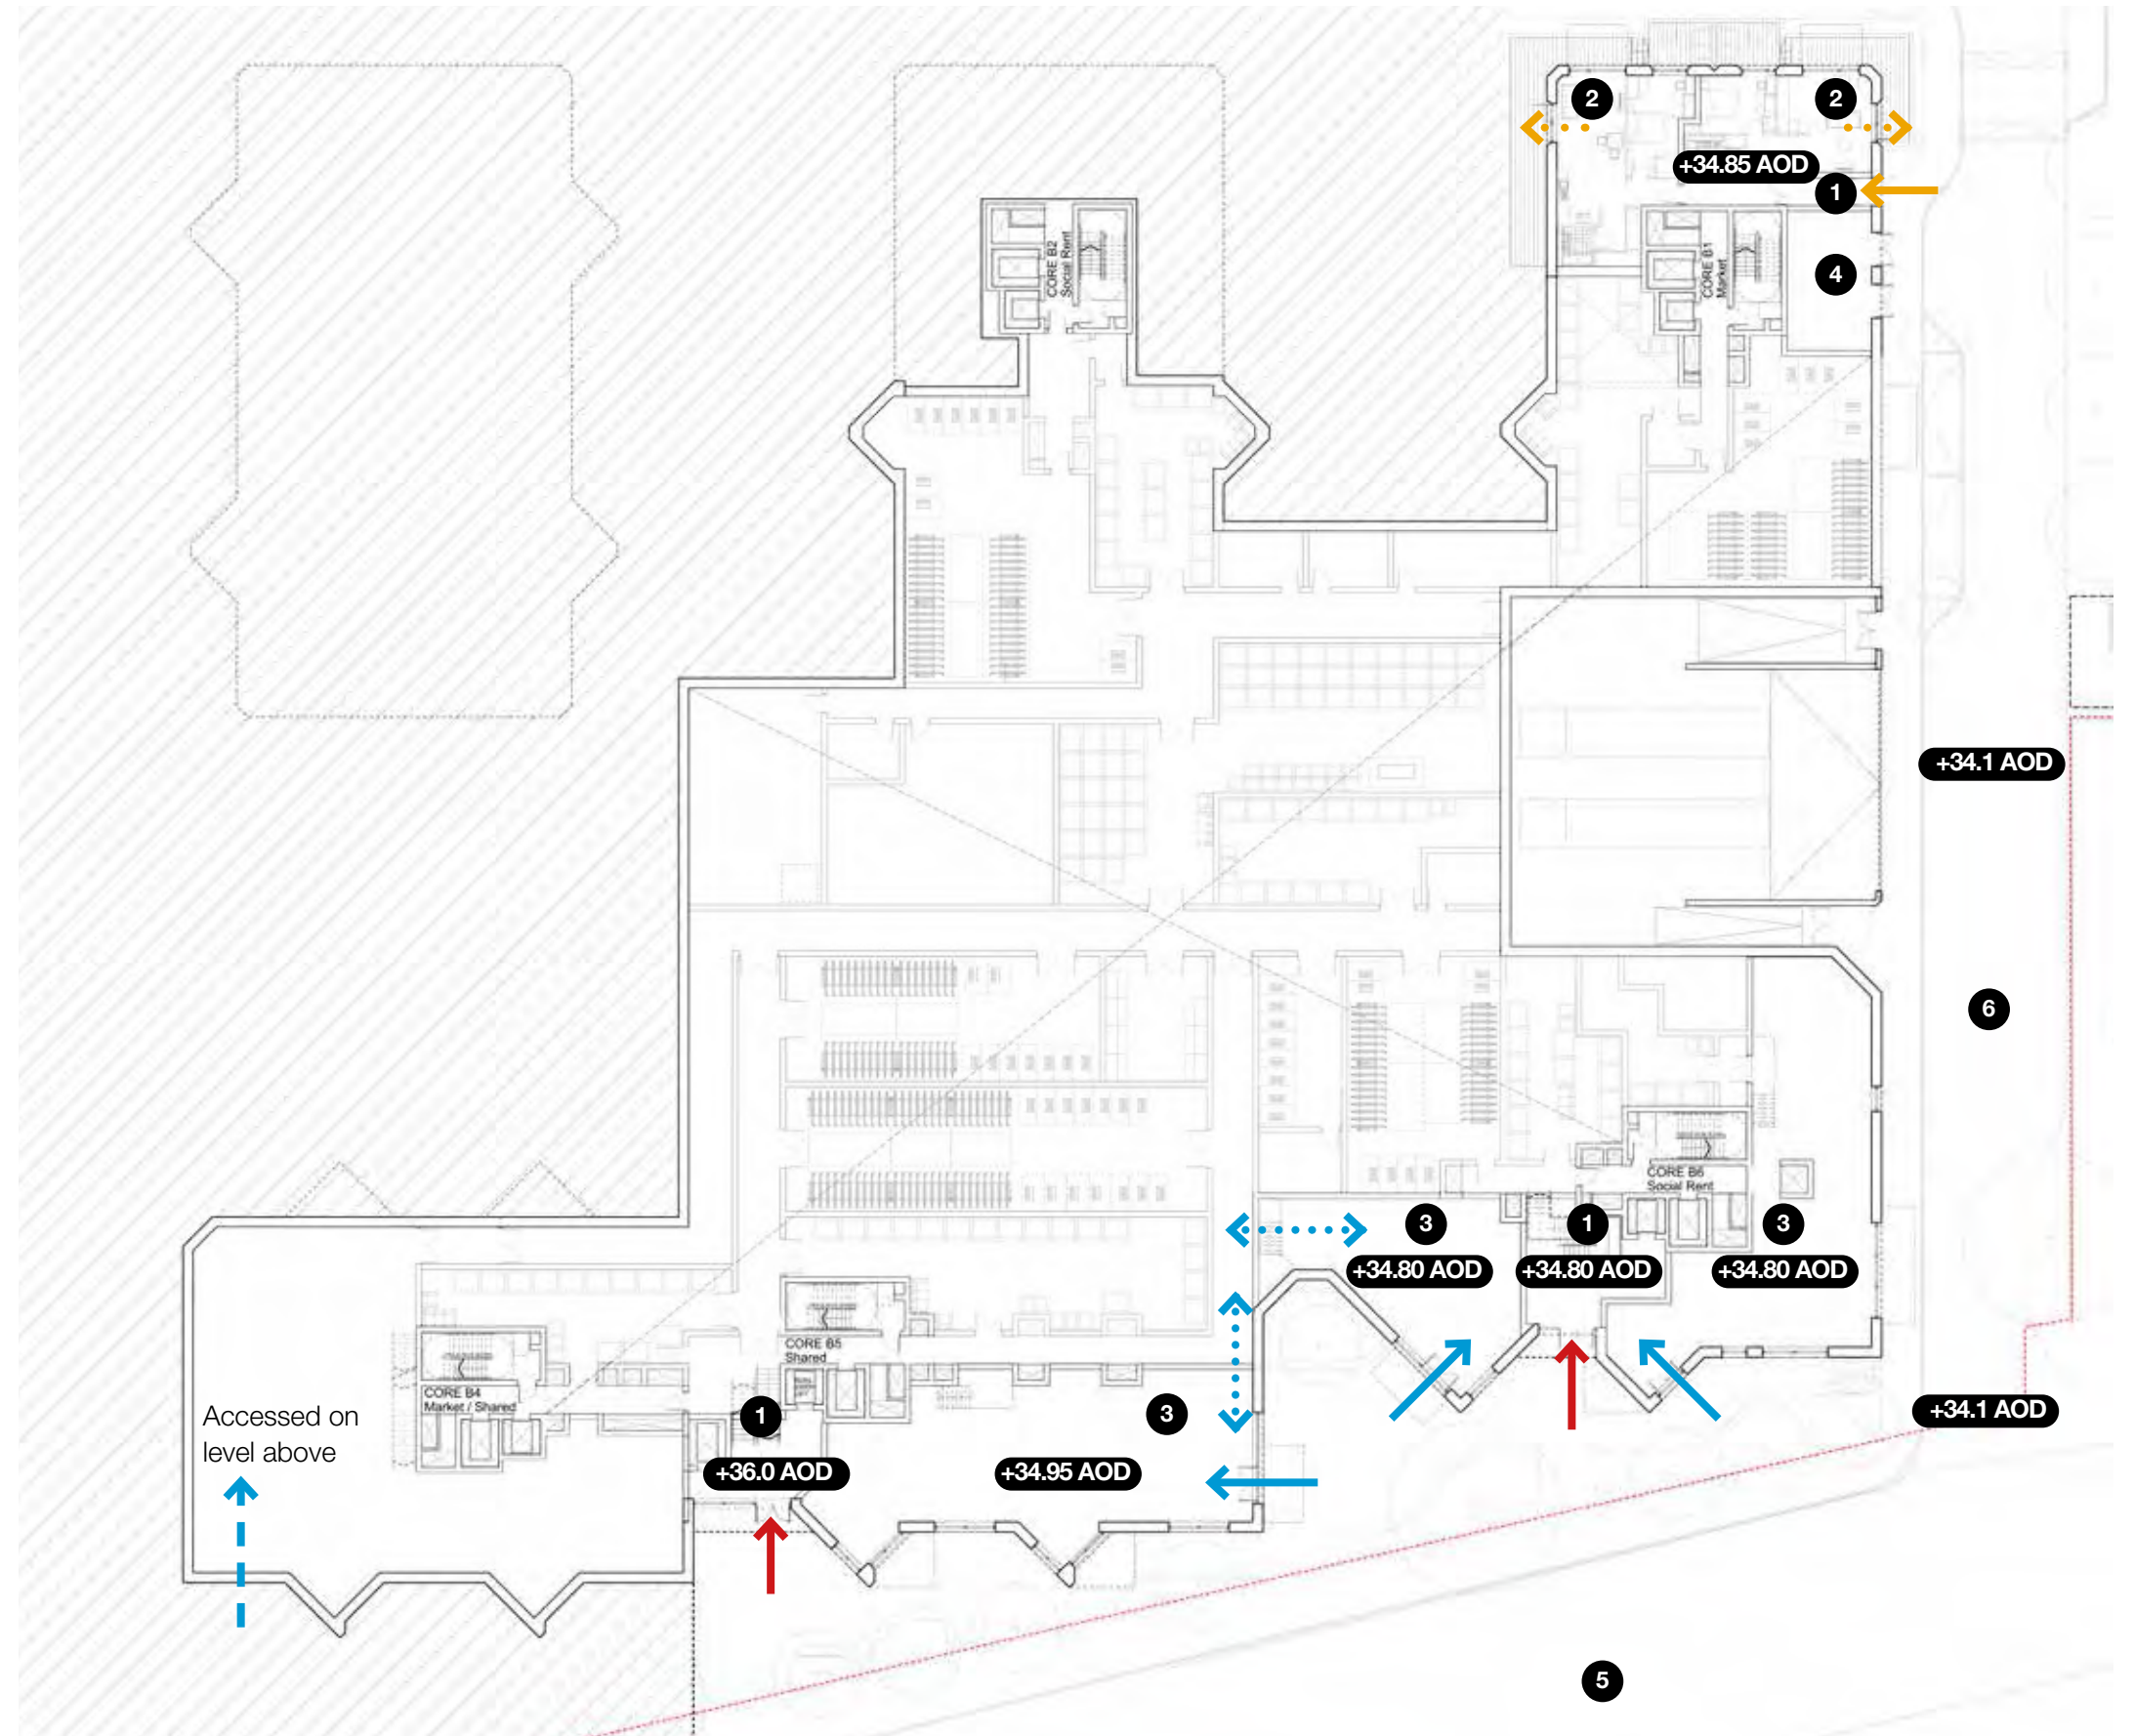 2
2
+34.85 AOD
1
CORE B2
Social Rent
CORE B1
Market
4
+34.1 AOD
6
CORE B6
Social Rent
3
1
3
+34.80 AOD
+34.80 AOD
+34.80 AOD
CORE B5
Shared
CORE B4
Market / Shared
Accessed on
level above
1
3
+34.1 AOD
+36.0 AOD
+34.95 AOD
5